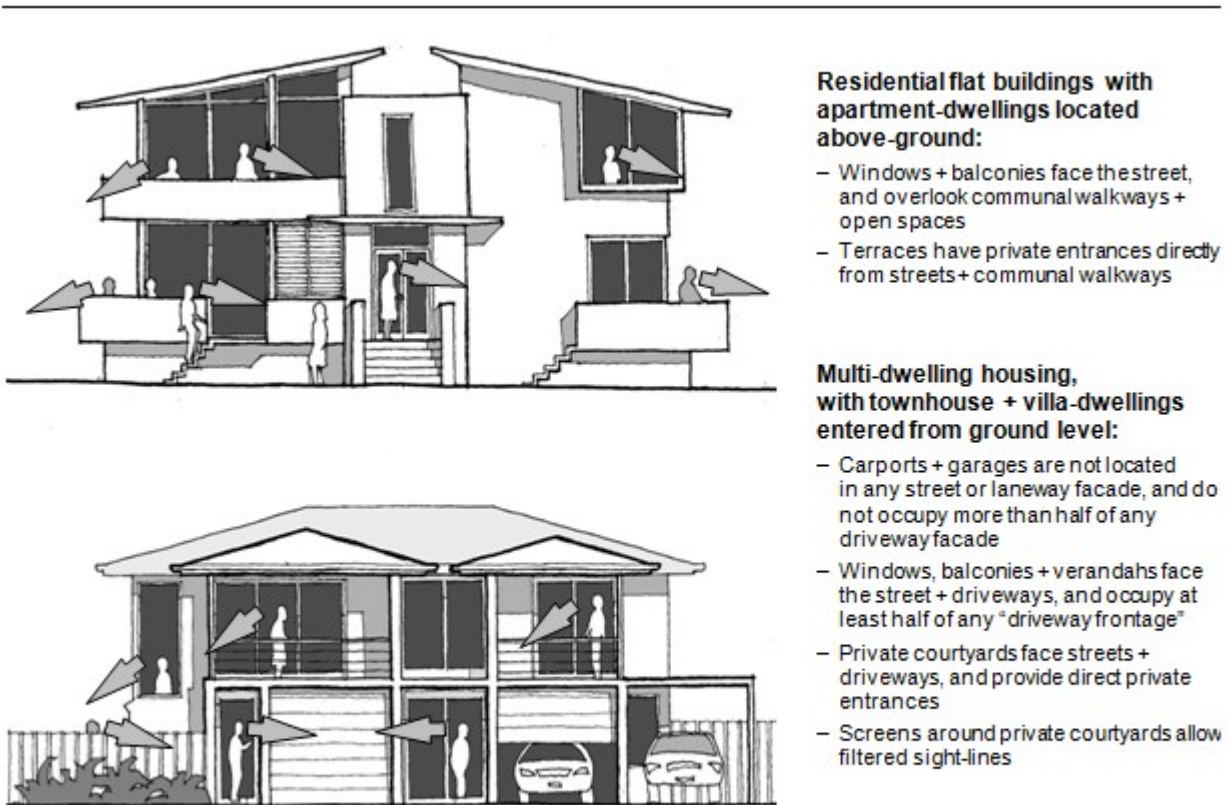 Residential flat buildings with
apartment-dwellings located
above-ground:
– Windows + balconies face the street,
and overlook communal walkways +
open spaces
– Terraces have private entrances directly
from streets + communal walkways
Multi-dwelling housing,
with townhouse + villa-dwellings
entered from ground level:
– Carports + garages are not located
in any street or laneway facade, and do
not occupy more than half of any
driveway facade
– Windows, balconies + verandahs face
the street + driveways, and occupy at
least half of any “driveway frontage”
– Private courtyards face streets +
driveways, and provide direct private
entrances
– Screens around private courtyards allow
filtered sight-lines